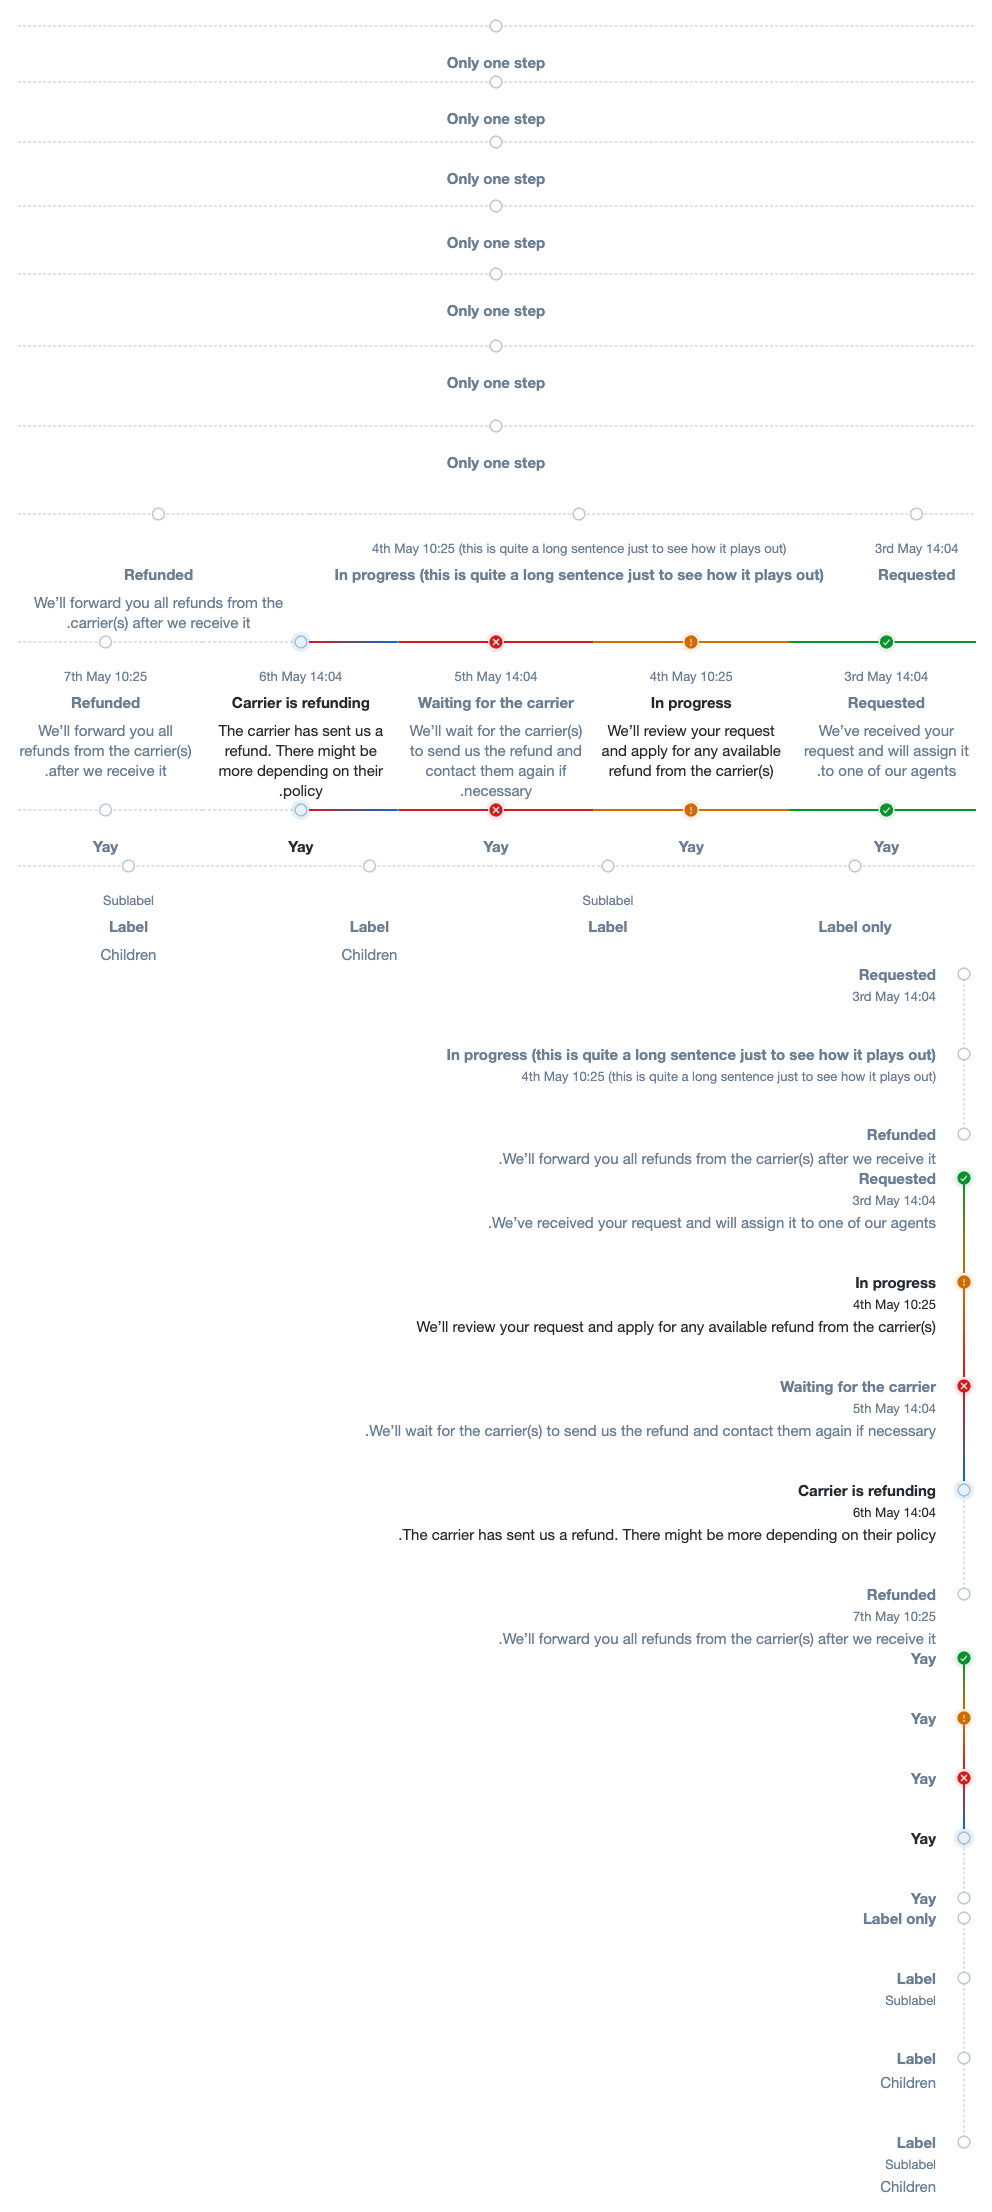 Only one step
Only one step
Only one step
Only one step
Only one step
Only one step
Only one step
Refunded
We'll forward you all refunds from the
.carrier(s) after we receive it
4th May 10:25 (this is quite a long sentence just to see how it plays out)
In progress (this is quite a long sentence just to see how it plays out)
3rd May 14:04
Requested
7th May 10:25
Refunded
We'll forward you all
refunds from the carrier(s)
.after we receive it
6th May 14:04
Carrier is refunding
The carrier has sent us a
refund. There might be
more depending on their
.policy
5th May 14:04
Waiting for the carrier
We'll wait for the carrier(s)
to send us the refund and
contact them again if
.necessary
4th May 10:25
In progress
We'll review your request
and apply for any available
refund from the carrier(s)
3rd May 14:04
Requested
We've received your
request and will assign it
.to one of our agents
Yay
Yay
Yay
Yay
Yay
Sublabel
Label
Children
Label
Children
Sublabel
Label
Label only
Requested
3rd May 14:04
In progress (this is quite a long sentence just to see how it plays out)
4th May 10:25 (this is quite a long sentence just to see how it plays out)
Refunded
.We'll forward you all refunds from the carrier(s) after we receive it
Requested
3rd May 14:04
.We've received your request and will assign it to one of our agents
In progress
4th May 10:25
We'll review your request and apply for any available refund from the carrier(s)
Waiting for the carrier
5th May 14:04
.We'll wait for the carrier(s) to send us the refund and contact them again if necessary
Carrier is refunding
6th May 14:04
.The carrier has sent us a refund. There might be more depending on their policy
Refunded
7th May 10:25
.We'll forward you all refunds from the carrier(s) after we receive it
Yay
Yay
Yay
Yay
Yay
Label only
Label
Sublabel
Label
Children
Label
Sublabel
Children